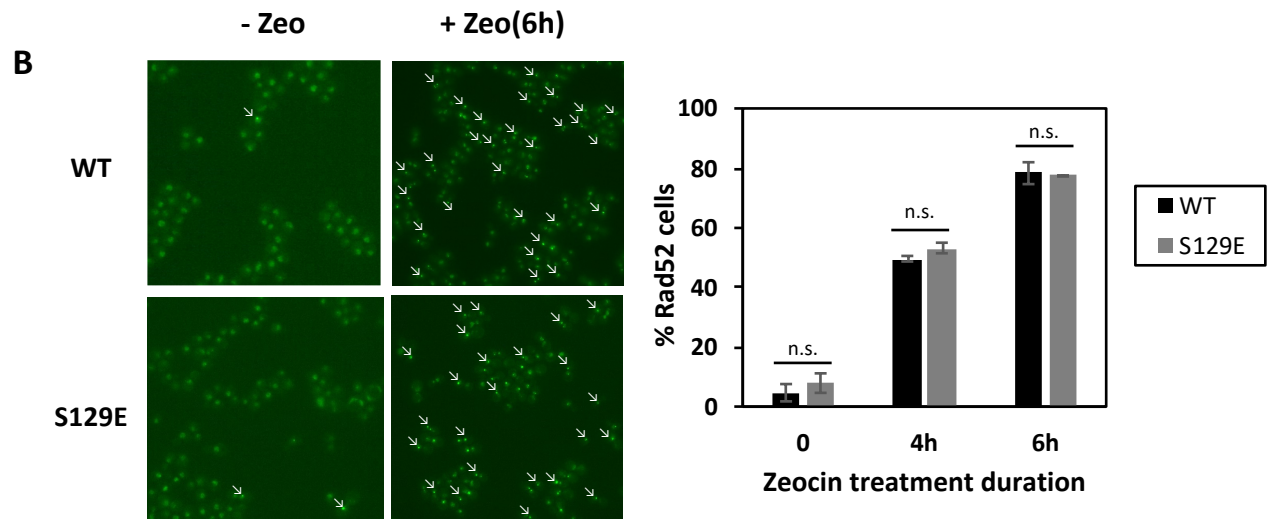 B
- Zeo
+ Zeo(6h)
WT
S129E
% Rad52 cells
100
80
60
40
20
0
n.s.
n.s.
n.s.
0
4h
6h
Zeocin treatment duration
WT
S129E